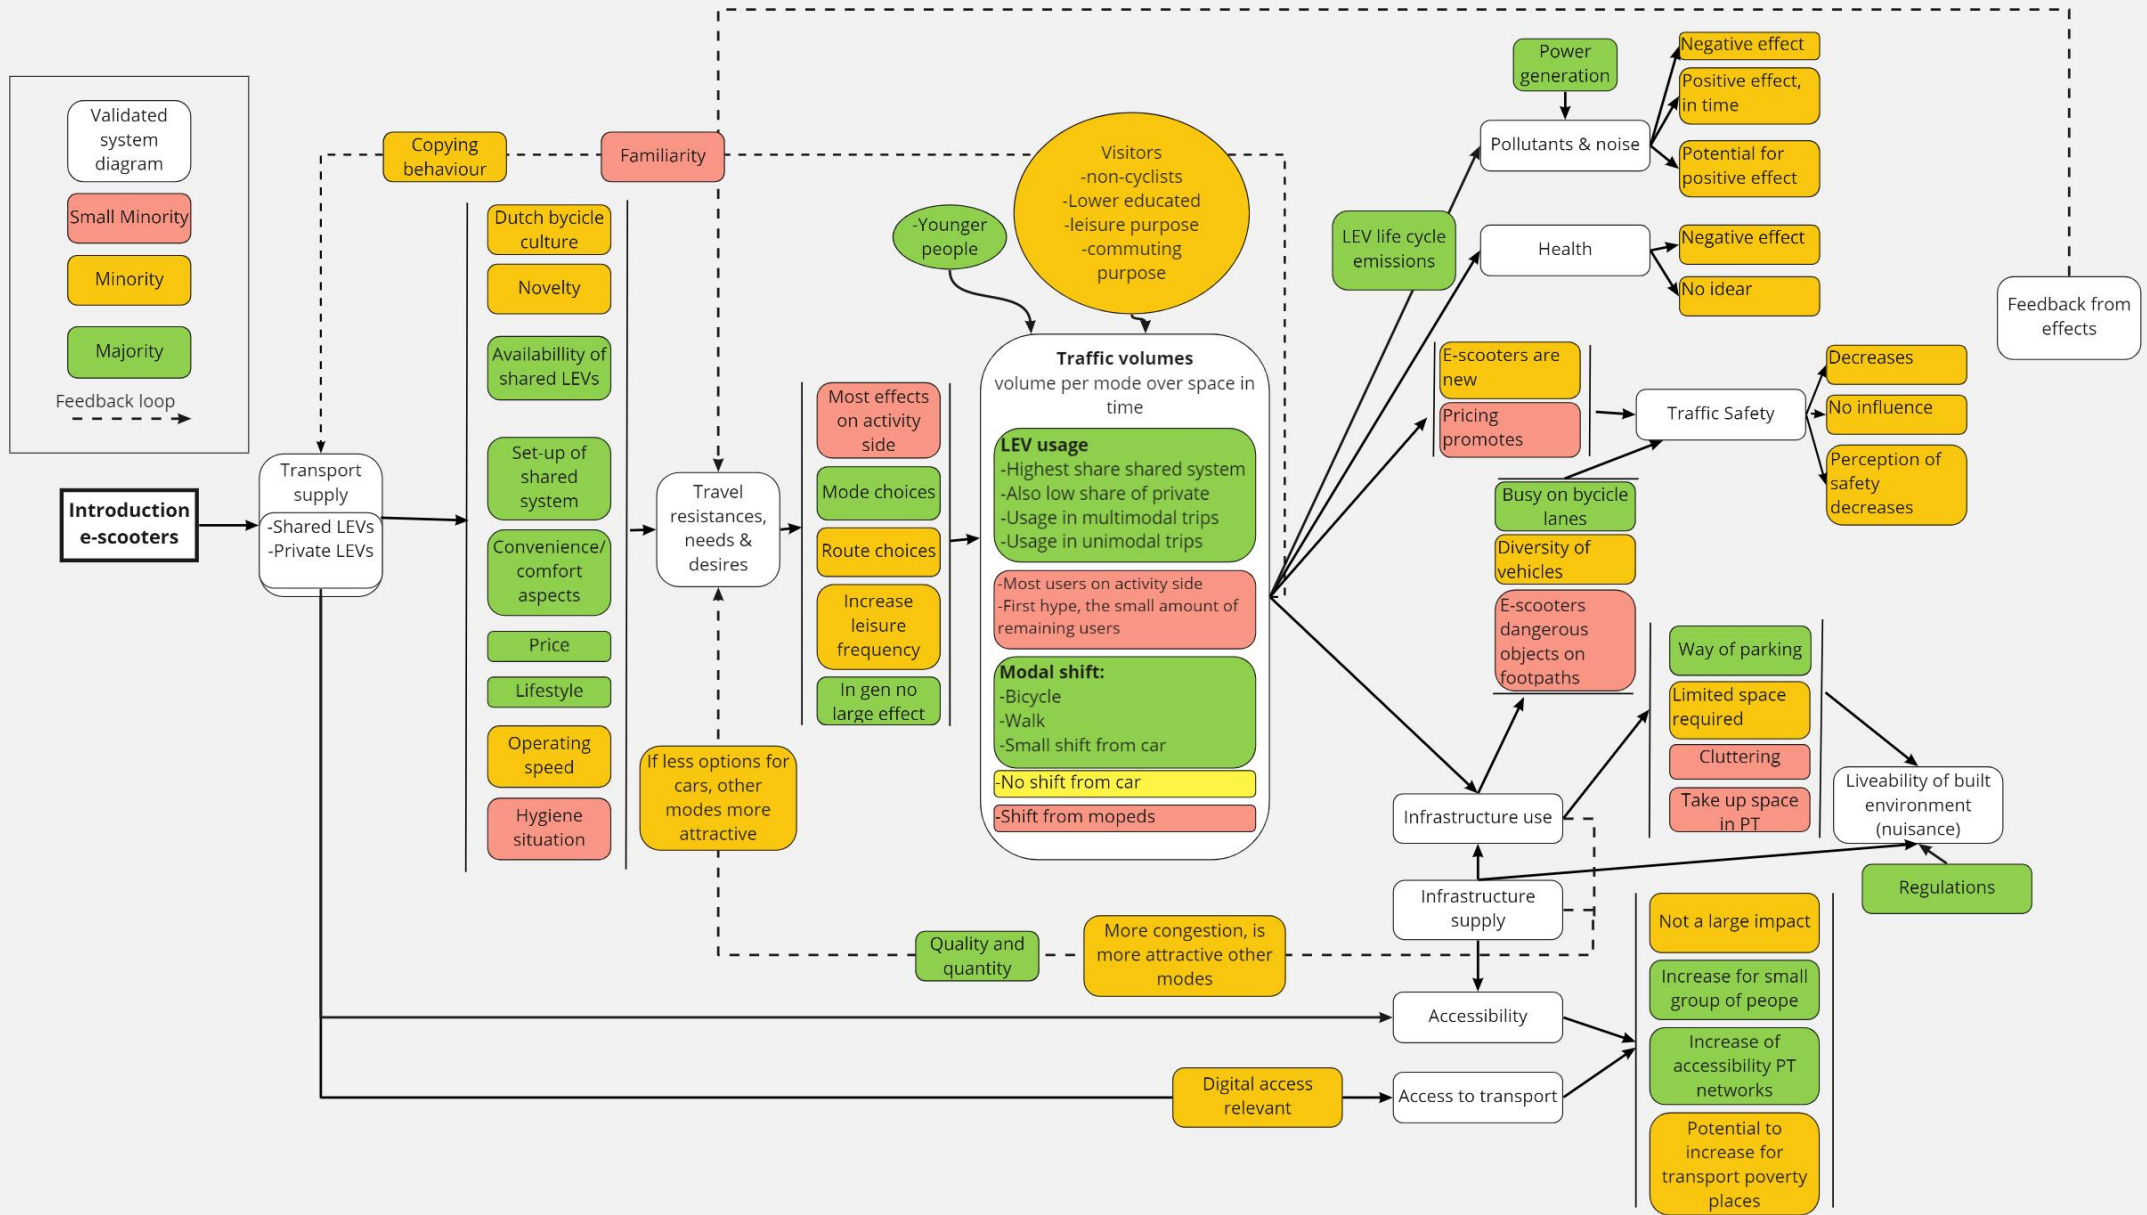 Validated
system
diagram
Small Minority
Minority
Majority
Feedback loop
Introduction
e-scooters
Transport
supply
-Shared LEVs
-Private LEVs
Copying
behaviour
Familiarity
Dutch bycicle
culture
Novelty
Availabillity of
shared LEVs
Set-up of
shared
system
Convenience/
comfort
aspects
Price
Lifestyle
Operating
speed
Hygiene
situation
Travel
resistances,
needs &
desires
If less options for
cars, other
modes more
attractive
Most effects
on activity
side
Mode choices
Route choices
Increase
leisure
frequency
In gen no
large effect
-Younger
people
Visitors
-non-cyclists
-Lower educated
-leisure purpose
-commuting
purpose
Traffic volumes
volume per mode over space in
time
LEV usage
-Highest share shared system
-Also low share of private
-Usage in multimodal trips
-Usage in unimodal trips
-Most users on activity side
-First hype, the small amount of
remaining users
Modal shift:
-Bicycle
-Walk
-Small shift from car
-No shift from car
-Shift from mopeds
Quality and
quantity
More congestion, is
more attractive other
modes
Power
generation
Pollutants & noise
Negative effect
Positive effect,
in time
Potential for
positive effect
LEV life cycle
emissions
Health
Negative effect
No idear
Feedback from
effects
E-scooters are
new
Pricing
promotes
Traffic Safety
Decreases
No influence
Perception of
safety
decreases
Busy on bycicle
lanes
Diversity of
vehicles
E-scooters
dangerous
objects on
footpaths
Way of parking
Limited space
required
Cluttering
Take up space
in PT
Liveability of built
environment
(nuisance)
Regulations
Infrastructure use
Infrastructure
supply
Accessibility
Digital access
relevant
Access to transport
Not a large impact
Increase for small
group of peope
Increase of
accessibility PT
networks
Potential to
increase for
transport poverty
places